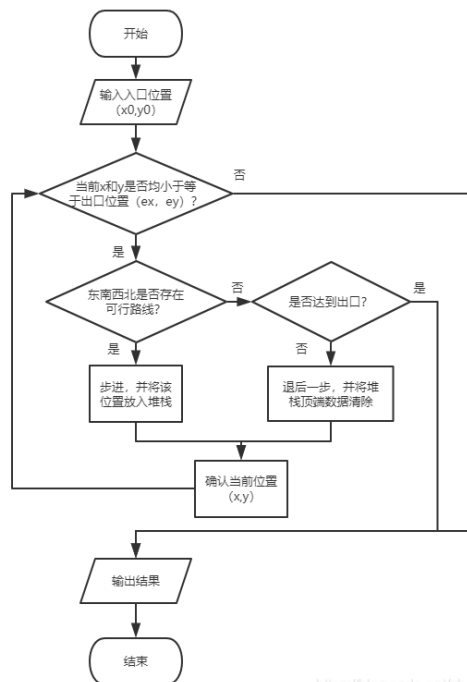 开始
输入入口位置
（x0,y0）
当前x和y是否均小于等
于出口位置（ex，ey）？
否
是
东南西北是否存在
可行路线？
否
是否达到出口？
是
是
否
步进，并将该
位置放入堆栈
退后一步，并将堆
栈顶端数据清除
确认当前位置
（x,y）
输出结果
结束